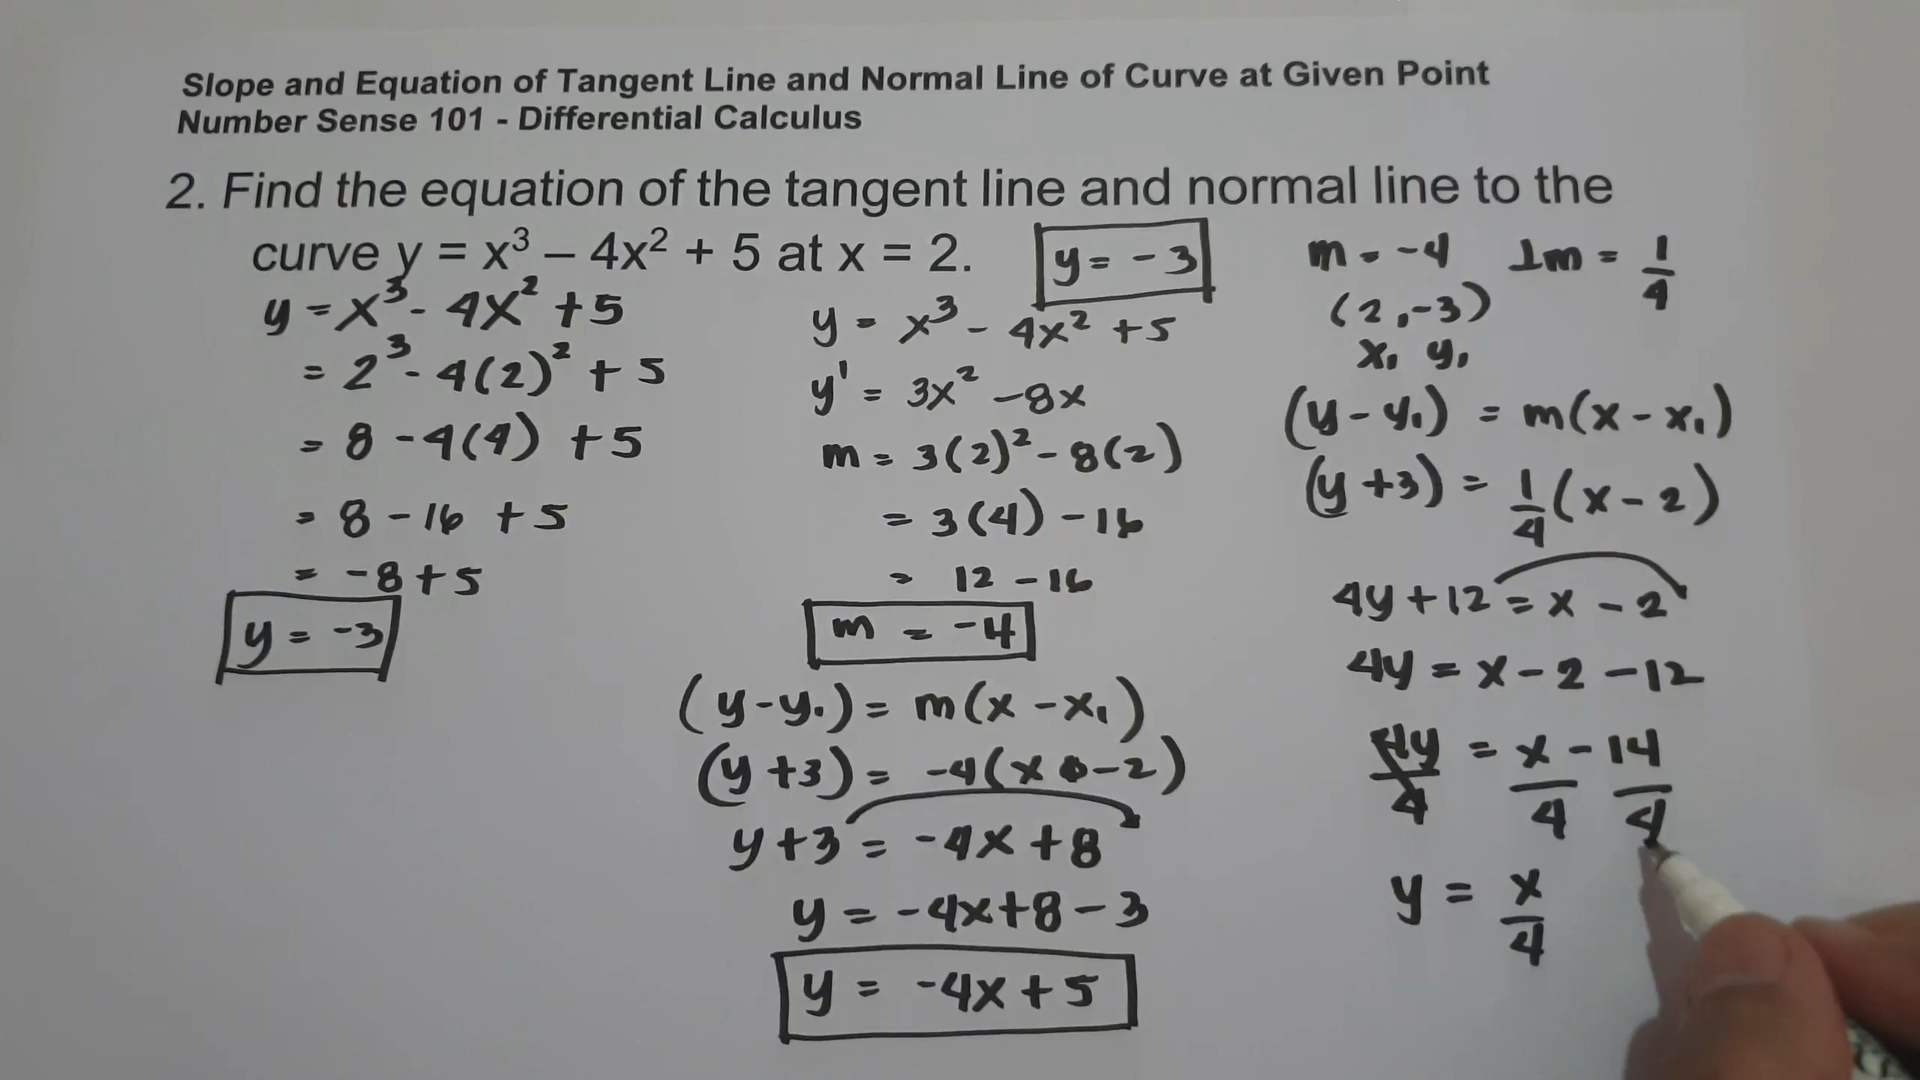 Slope and Equation of Tangent Line and Normal Line of Curve at Given Point
Number Sense 101 - Differential Calculus
2. Find the equation of the tangent line and normal line to the
curve y = x³ – 4x² + 5 at x = 2.
y = x³ - 4x² + 5
= 2³ - 4(2)² + 5
= 8 - 4(4) + 5
= 8 - 16 + 5
= -8 + 5
y = -3
y = -3
y = x³ - 4x² + 5
y' = 3x² - 8x
m = 3(2)² - 8(2)
= 3(4) - 16
= 12 - 16
m = -4
(y - y₁) = m(x - x₁)
(y + 3) = -4(x - 2)
y + 3 = -4x + 8
y = -4x + 8 - 3
y = -4x + 5
m = -4 ⊥m = 1/4
(2, -3)
x₁ y₁
(y - y₁) = m(x - x₁)
(y + 3) = 1/4 (x - 2)
4y + 12 = x - 2
4y = x - 2 - 12
4y/4 = x/4 - 14/4
y = x/4